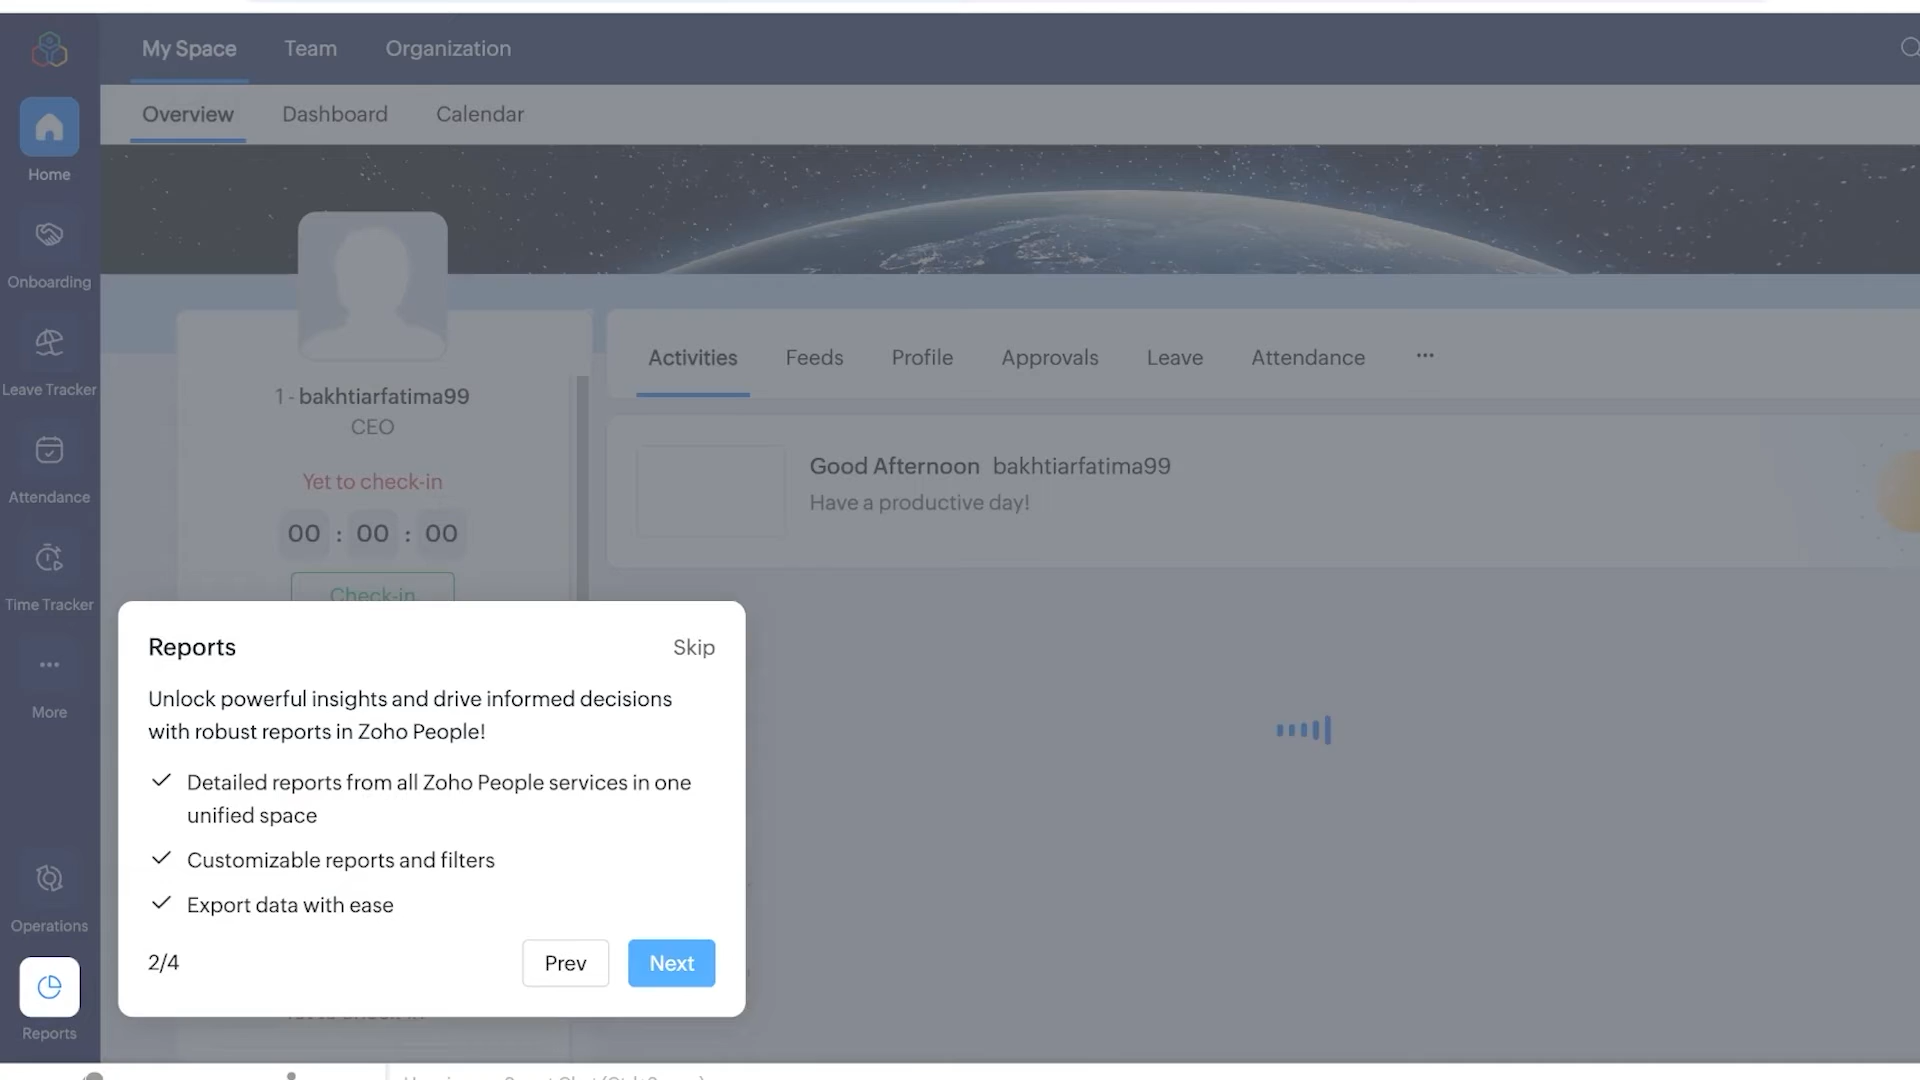 My Space Team Organization
Overview Dashboard Calendar
Home
Onboarding
Leave Tracker
Attendance
Time Tracker
More
Operations
Reports
1 - bakhtiarfatima99
CEO
Yet to check-in
00 : 00 : 00
Check-in
Activities Feeds Profile Approvals Leave Attendance
Good Afternoon bakhtiarfatima99
Have a productive day!
Reports Skip
Unlock powerful insights and drive informed decisions
with robust reports in Zoho People!
Detailed reports from all Zoho People services in one
unified space
Customizable reports and filters
Export data with ease
2/4 Prev Next